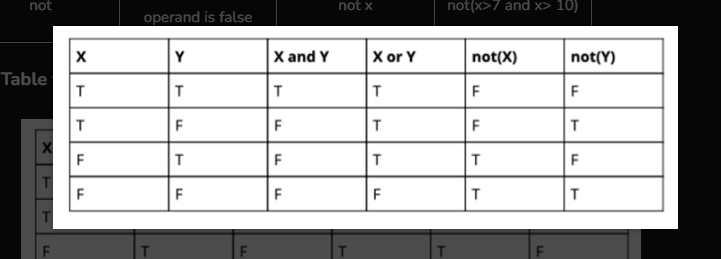 not operand is false not x not(x>7 and x> 10)
Table
X Y X and Y X or Y not(X) not(Y)
T T T T F F
T F F T F T
F T F T T F
F F F F T T
X
T
T
F T F T T F